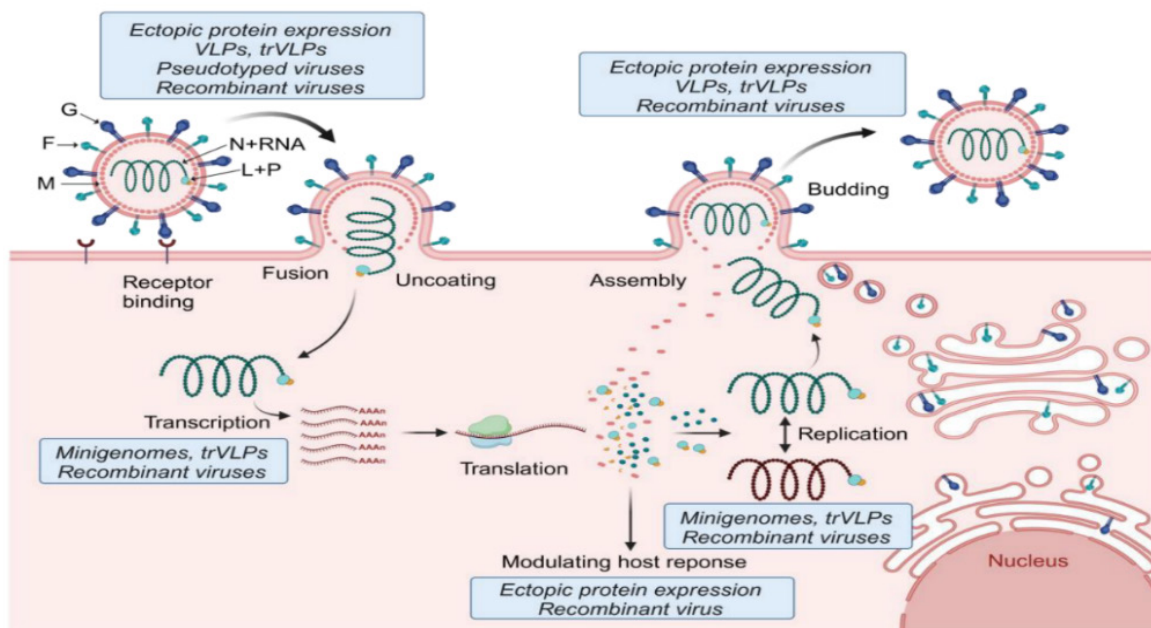 Ectopic protein expression
VLPs, trVLPs
Pseudotyped viruses
Recombinant viruses
Ectopic protein expression
VLPs, trVLPs
Recombinant viruses
G
F
M
N+RNA
L+P
Budding
Receptor
binding
Fusion
Uncoating
Assembly
Transcription
Minigenomes, trVLPs
Recombinant viruses
AAAn
AAAn
AAAn
AAAn
AAAn
Translation
Replication
Minigenomes, trVLPs
Recombinant viruses
Modulating host reponse
Ectopic protein expression
Recombinant virus
Nucleus